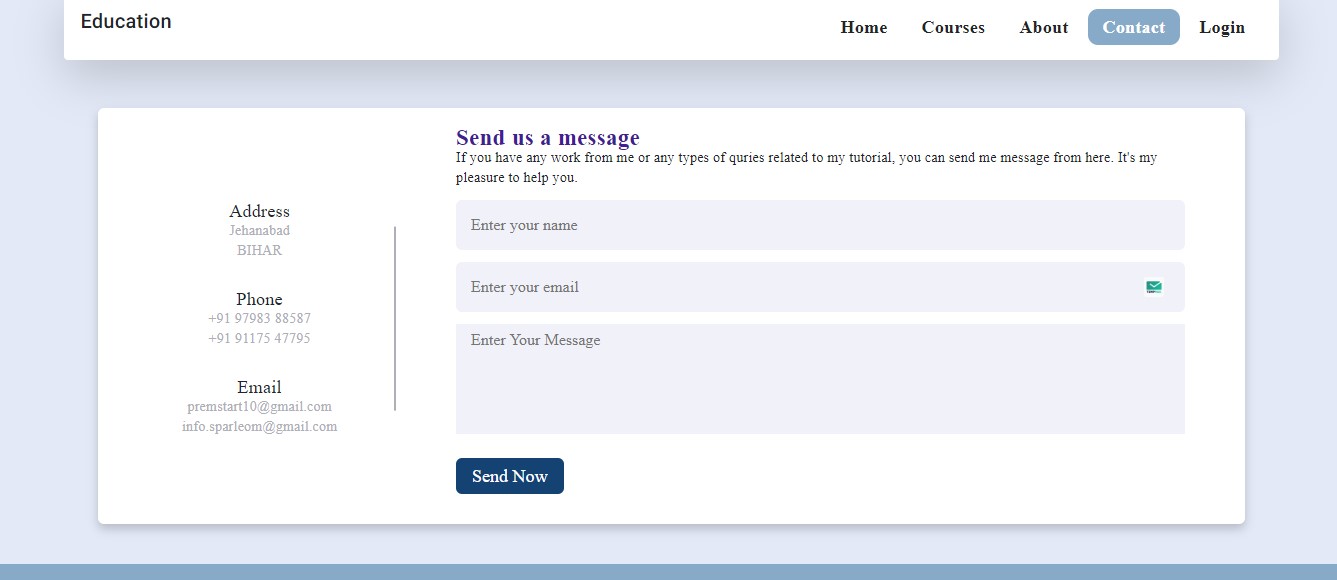 Education
Home Courses About Contact Login
Address
Jehanabad
BIHAR
Phone
+91 97983 88587
+91 91175 47795
Email
premstart10@gmail.com
info.sparleom@gmail.com
Send us a message
If you have any work from me or any types of quries related to my tutorial, you can send me message from here. It's my
pleasure to help you.
Enter your name
Enter your email
Enter Your Message
Send Now